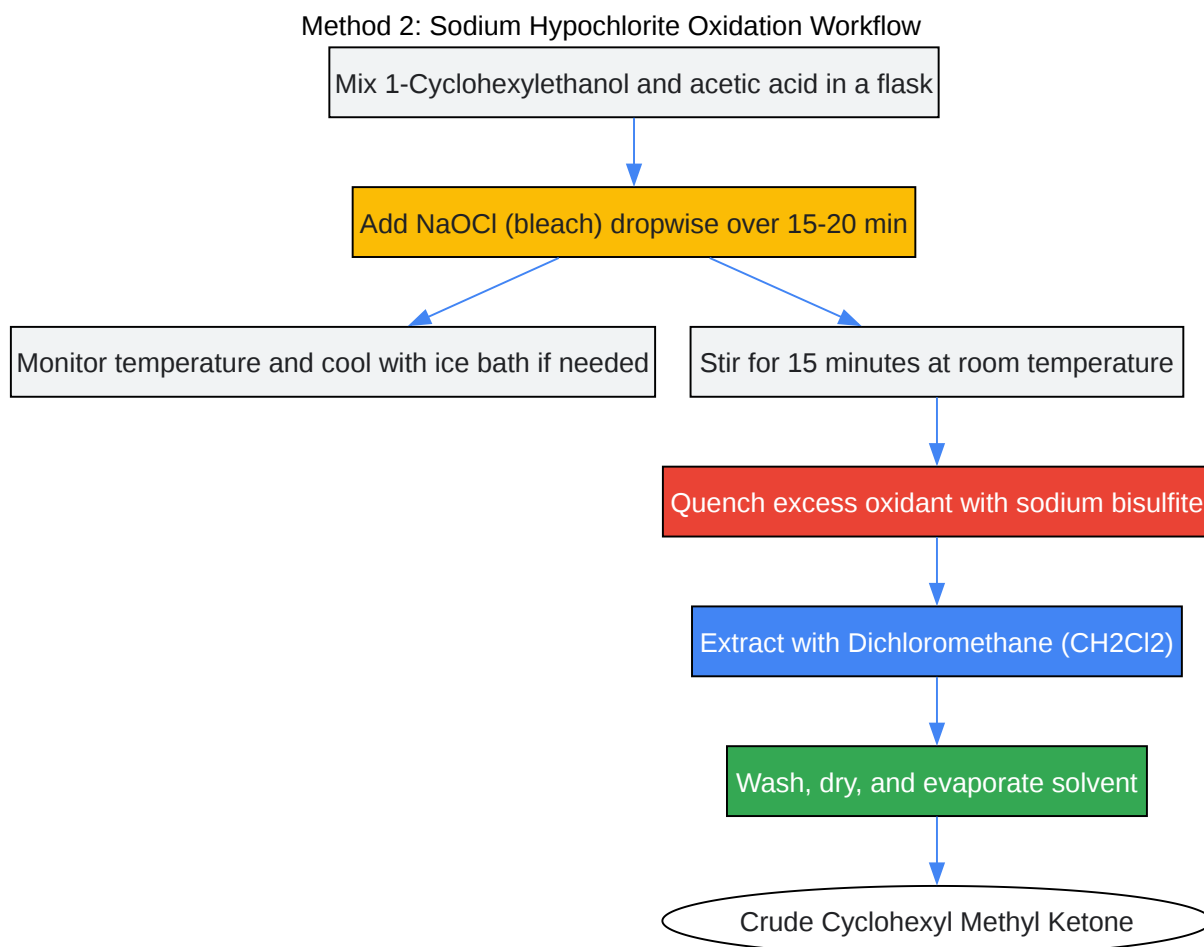 Method 2: Sodium Hypochlorite Oxidation Workflow
Mix 1-Cyclohexylethanol and acetic acid in a flask
Add NaOCl (bleach) dropwise over 15-20 min
Monitor temperature and cool with ice bath if needed
Stir for 15 minutes at room temperature
Quench excess oxidant with sodium bisulfite
Extract with Dichloromethane (CH2Cl2)
Wash, dry, and evaporate solvent
Crude Cyclohexyl Methyl Ketone